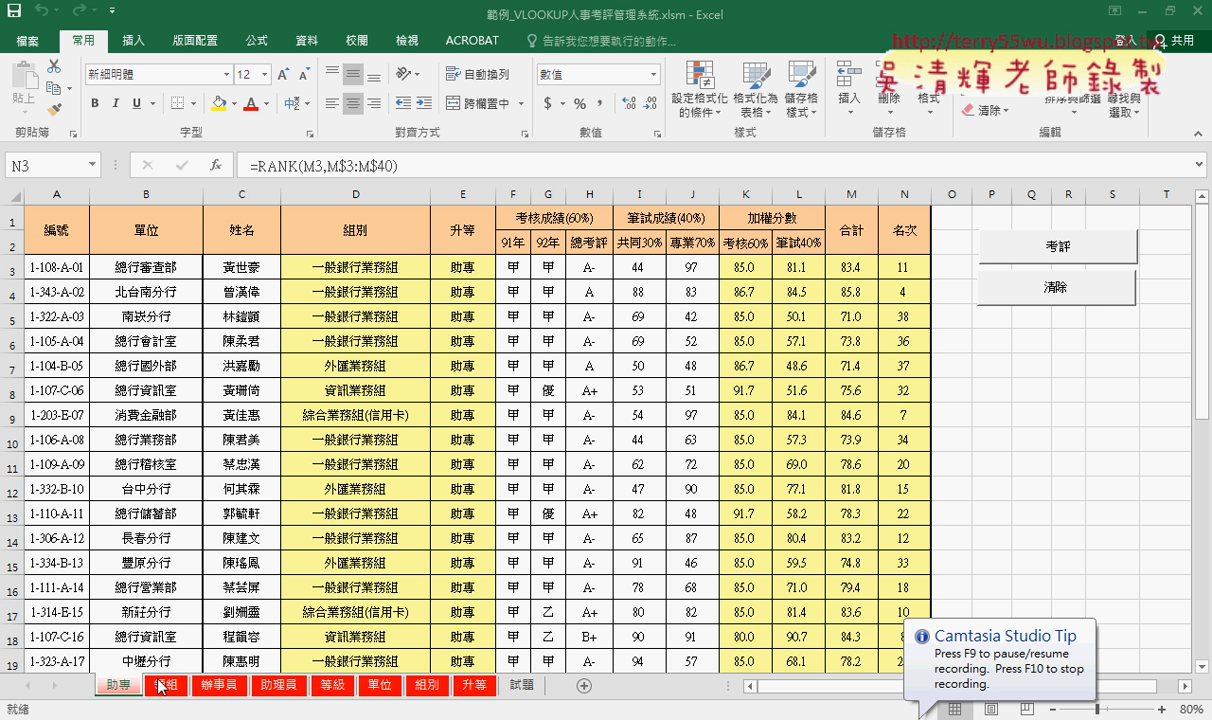 範例_VLOOKUP人事考評管理系統.xlsm - Excel
檔案 常用 插入 版面配置 公式 資料 校閱 檢視 ACROBAT 告訴我您想要執行的動作... 共用
http://terry55wu.blogspot.tw
吳清輝老師錄製
貼上 新細明體 12 自動換列 數值 設定格式化的條件 格式化為表格 儲存格樣式 插入 刪除 格式
B I U 跨欄置中 $ % 清除 排序與篩選 尋找與選取
剪貼簿 字型 對齊方式 數值 樣式 儲存格 編輯
N3 fx =RANK(M3,M$3:M$40)
A B C D E F G H I J K L M N O P Q R S T
1 編號 單位 姓名 組別 升等 考核成績(60%) 筆試成績(40%) 加權分數 合計 名次
2 91年 92年 總考評 共同30% 專業70% 考核60% 筆試40%
考評
清除
3 1-108-A-01 總行審查部 黃世豪 一般銀行業務組 助專 甲 甲 A- 44 97 85.0 81.1 83.4 11
4 1-343-A-02 北台南分行 曾漢偉 一般銀行業務組 助專 甲 甲 A 88 83 86.7 84.5 85.8 4
5 1-322-A-03 南崁分行 林鎧顓 一般銀行業務組 助專 甲 甲 A- 69 42 85.0 50.1 71.0 38
6 1-105-A-04 總行會計室 陳柔君 一般銀行業務組 助專 甲 甲 A- 69 52 85.0 57.1 73.8 36
7 1-104-B-05 總行國外部 洪嘉勵 外匯業務組 助專 甲 甲 A 50 48 86.7 48.6 71.4 37
8 1-107-C-06 總行資訊室 黃珊倚 資訊業務組 助專 甲 優 A+ 53 51 91.7 51.6 75.6 32
9 1-203-E-07 消費金融部 黃佳惠 綜合業務組(信用卡) 助專 甲 甲 A- 54 97 85.0 84.1 84.6 7
10 1-106-A-08 總行業務部 陳君美 一般銀行業務組 助專 甲 甲 A- 44 63 85.0 57.3 73.9 34
11 1-109-A-09 總行稽核室 蔡忠漢 一般銀行業務組 助專 甲 甲 A- 62 72 85.0 69.0 78.6 20
12 1-332-B-10 台中分行 何其霖 外匯業務組 助專 甲 甲 A- 47 90 85.0 77.1 81.8 15
13 1-110-A-11 總行儲蓄部 郭毓軒 一般銀行業務組 助專 甲 優 A+ 82 48 91.7 58.2 78.3 22
14 1-306-A-12 長春分行 陳建文 一般銀行業務組 助專 甲 甲 A- 65 87 85.0 80.4 83.2 12
15 1-334-B-13 豐原分行 陳瑤鳳 外匯業務組 助專 甲 甲 A- 91 46 85.0 59.5 74.8 33
16 1-111-A-14 總行營業部 蔡芸屏 一般銀行業務組 助專 甲 甲 A- 78 68 85.0 71.0 79.4 18
17 1-314-E-15 新莊分行 劉姍靈 綜合業務組(信用卡) 助專 甲 乙 A+ 80 82 85.0 81.4 83.6 10
18 1-107-C-16 總行資訊室 程韻容 資訊業務組 助專 甲 乙 B+ 90 91 80.0 90.7 84.3
19 1-323-A-17 中壢分行 陳惠明 一般銀行業務組 助專 甲 甲 A- 94 57 85.0 68.1 78.2
Camtasia Studio Tip
Press F9 to pause/resume
recording. Press F10 to stop
recording.
助專 辦事員 助理員 等級 單位 組別 升等 試題
就緒 80%